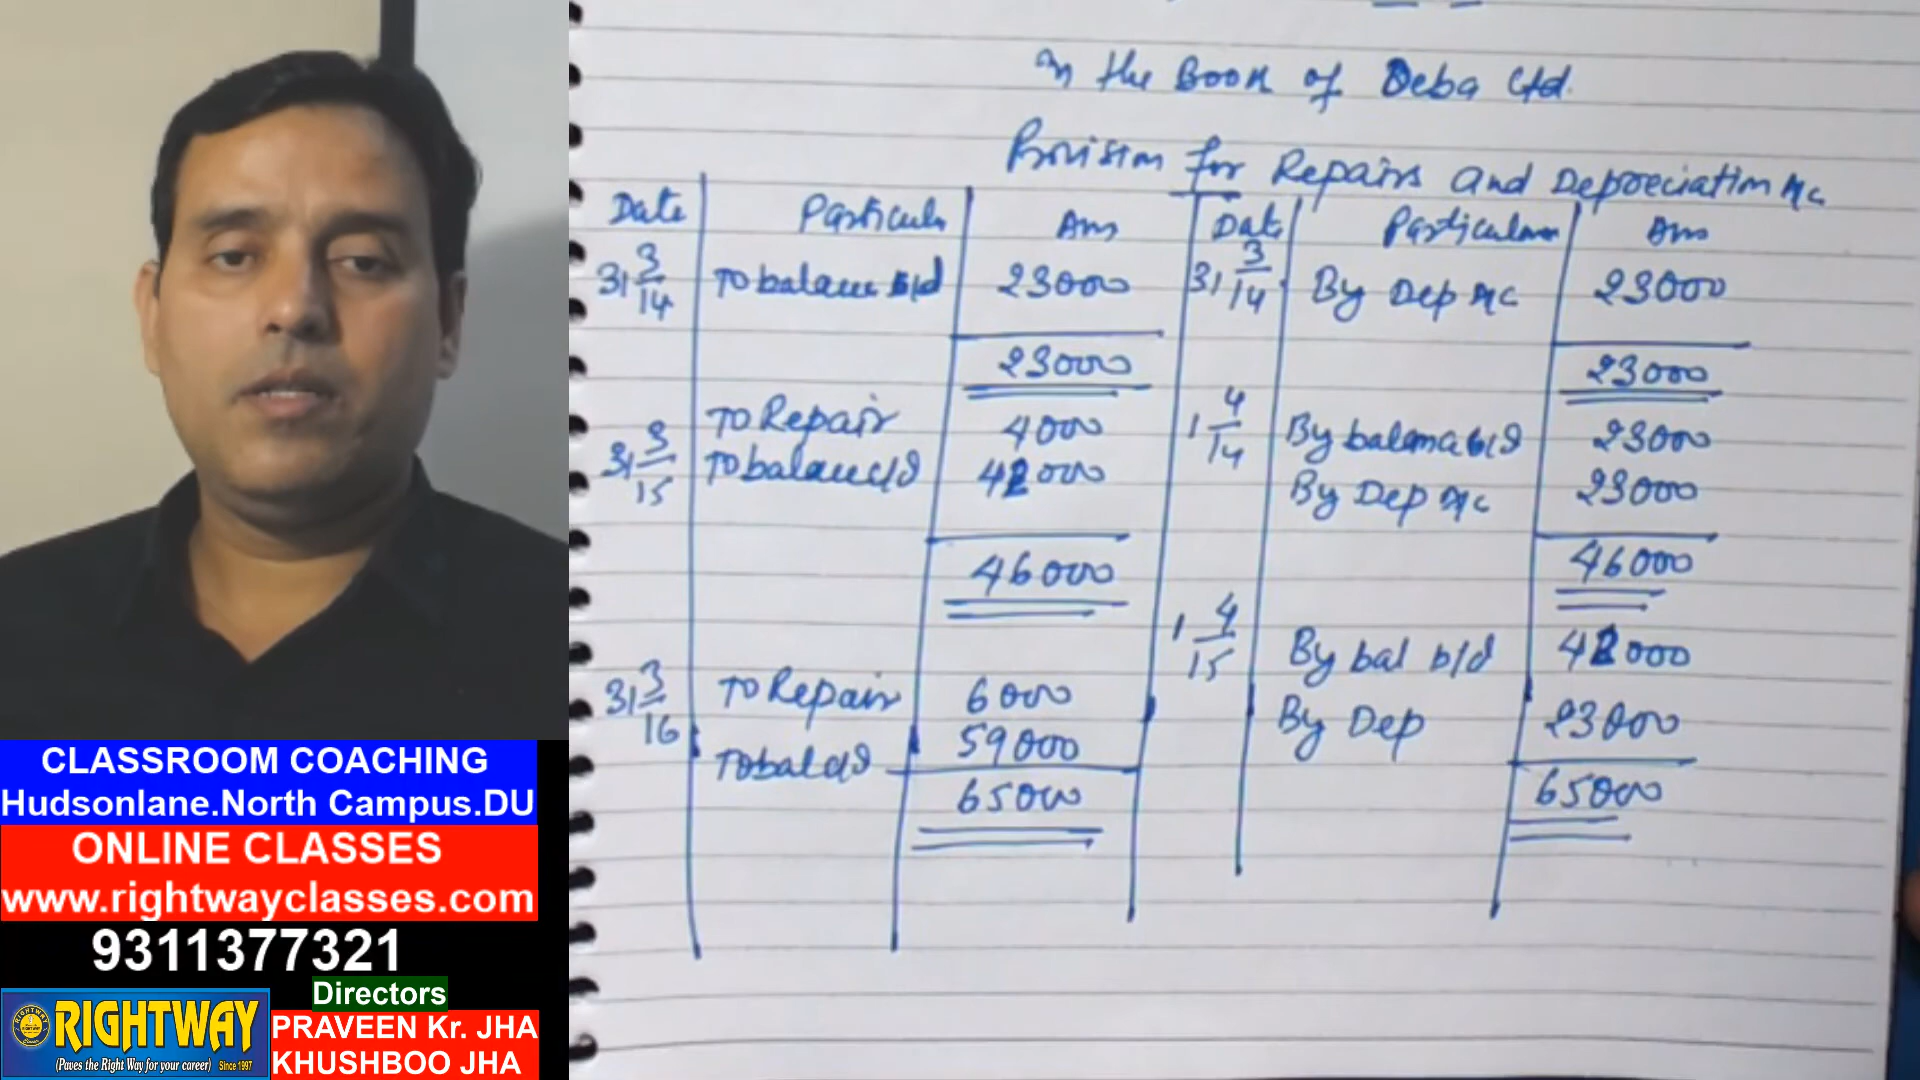 In the Book of Deba Ltd.
Provision for Repairs and Depreciation A/c
Date Particular Am Date Particular Am
31 3/14 To balance c/d 23000 31 3/14 By Dep A/c 23000
23000 23000
To Repair 4000 1 4/14 By balance b/d 23000
31 3/15 To balance c/d 42000 By Dep A/c 23000
46000 46000
1 4/15 By bal b/d 42000
31 3/16 To Repair 6000 By Dep 23000
To bal c/d 59000
65000 65000
CLASSROOM COACHING
Hudsonlane.North Campus.DU
ONLINE CLASSES
www.rightwayclasses.com
9311377321
Directors
RIGHTWAY PRAVEEN Kr. JHA
(Paves the Right Way for your career) Since 1997 KHUSHBOO JHA